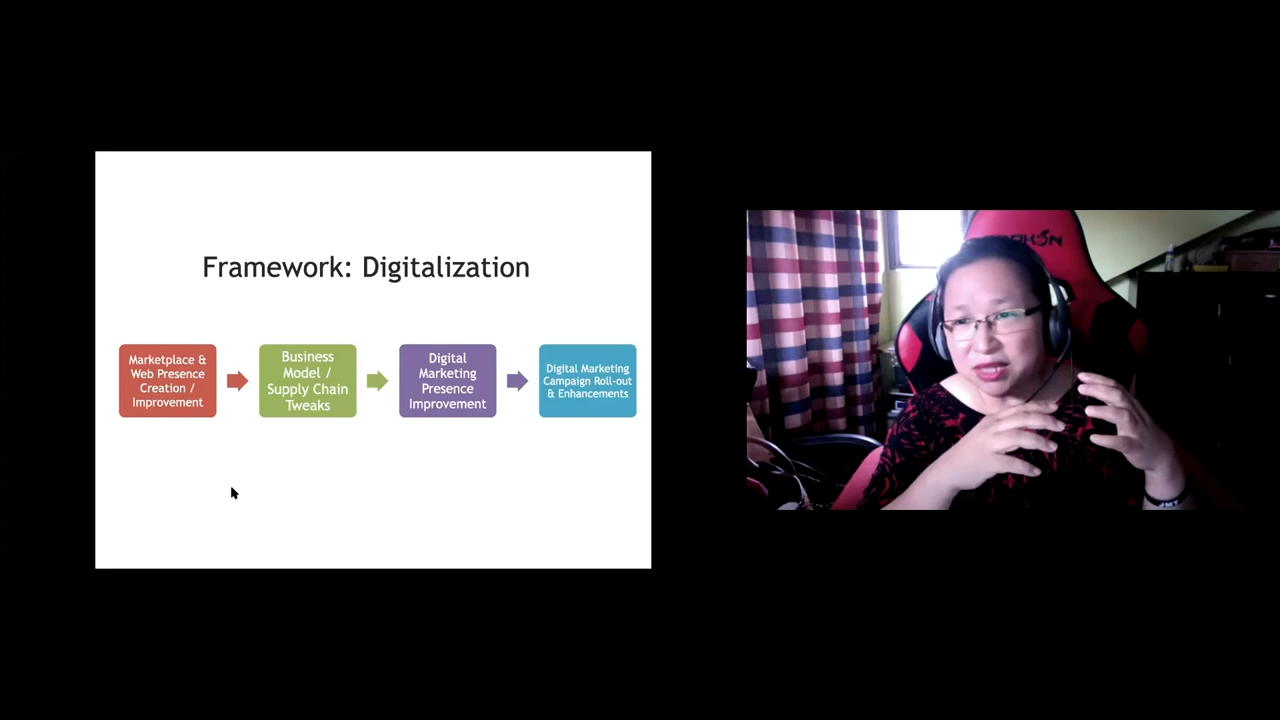 Framework: Digitalization
Marketplace &
Web Presence
Creation /
Improvement
Business
Model /
Supply Chain
Tweaks
Digital
Marketing
Presence
Improvement
Digital Marketing
Campaign Roll-out
& Enhancements
JMT